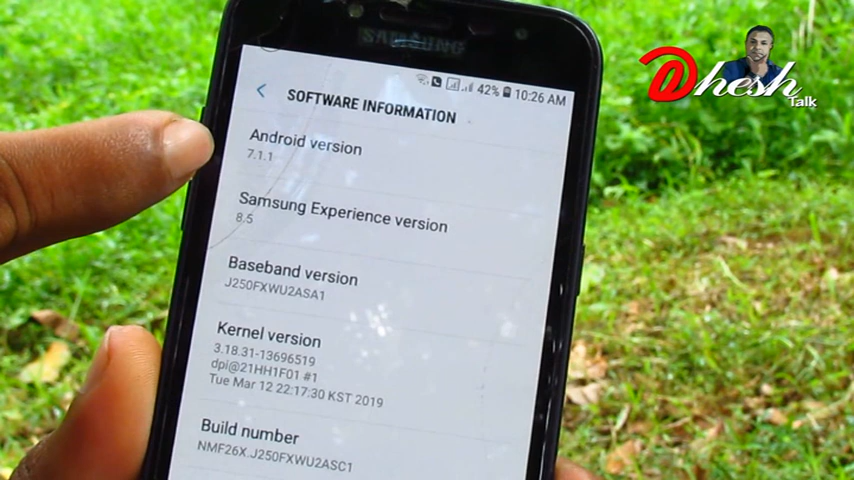 SAMSUNG
42% 10:26 AM
SOFTWARE INFORMATION
Android version
7.1.1
Samsung Experience version
8.5
Baseband version
J250FXWU2ASA1
Kernel version
3.18.31-13696519
dpi@21HH1F01 #1
Tue Mar 12 22:17:30 KST 2019
Build number
NMF26X.J250FXWU2ASC1
@hesh
Talk